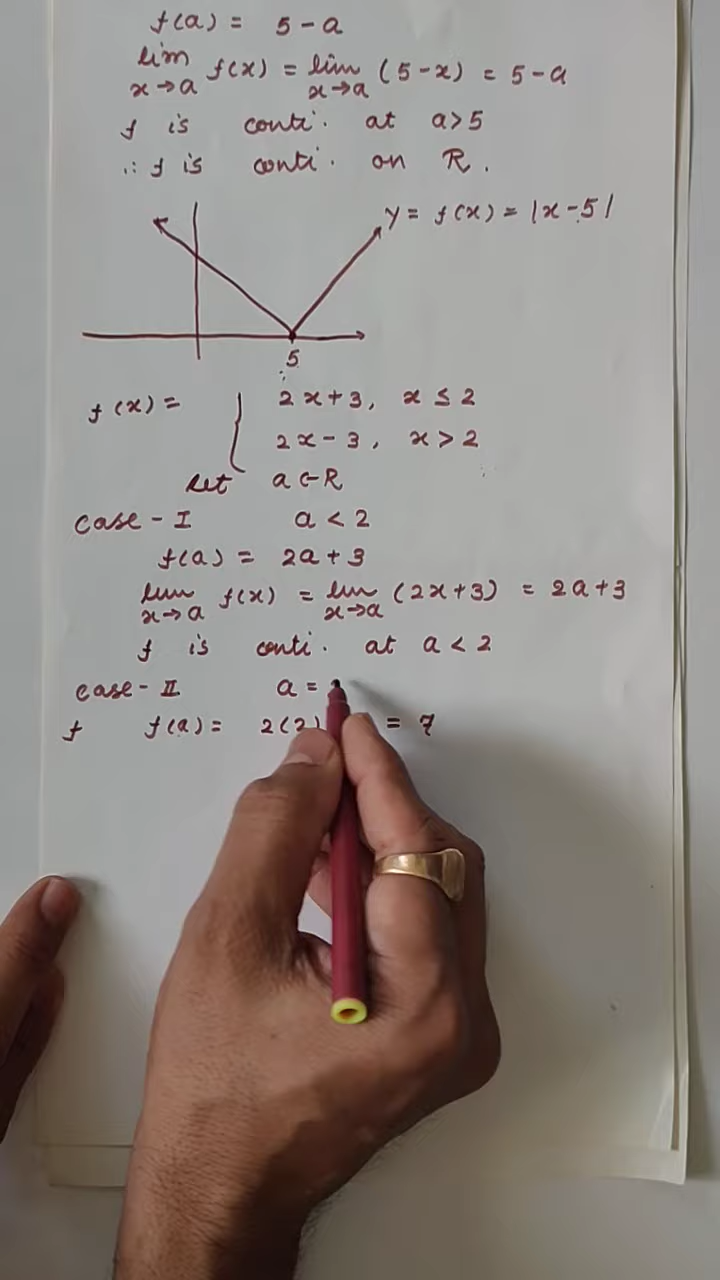 f(a) = 5-a
lim x→a f(x) = lim x→a (5-x) = 5-a
f is conti. at a>5
∴ f is conti. on R.
y = f(x) = |x-5|
5
f(x) = { 2x+3, x ≤ 2
2x-3, x > 2
Let a∈R
Case-I a < 2
f(a) = 2a+3
lim x→a f(x) = lim x→a (2x+3) = 2a+3
f is conti. at a < 2
Case-II a =
f f(a) = 2(2) = 7